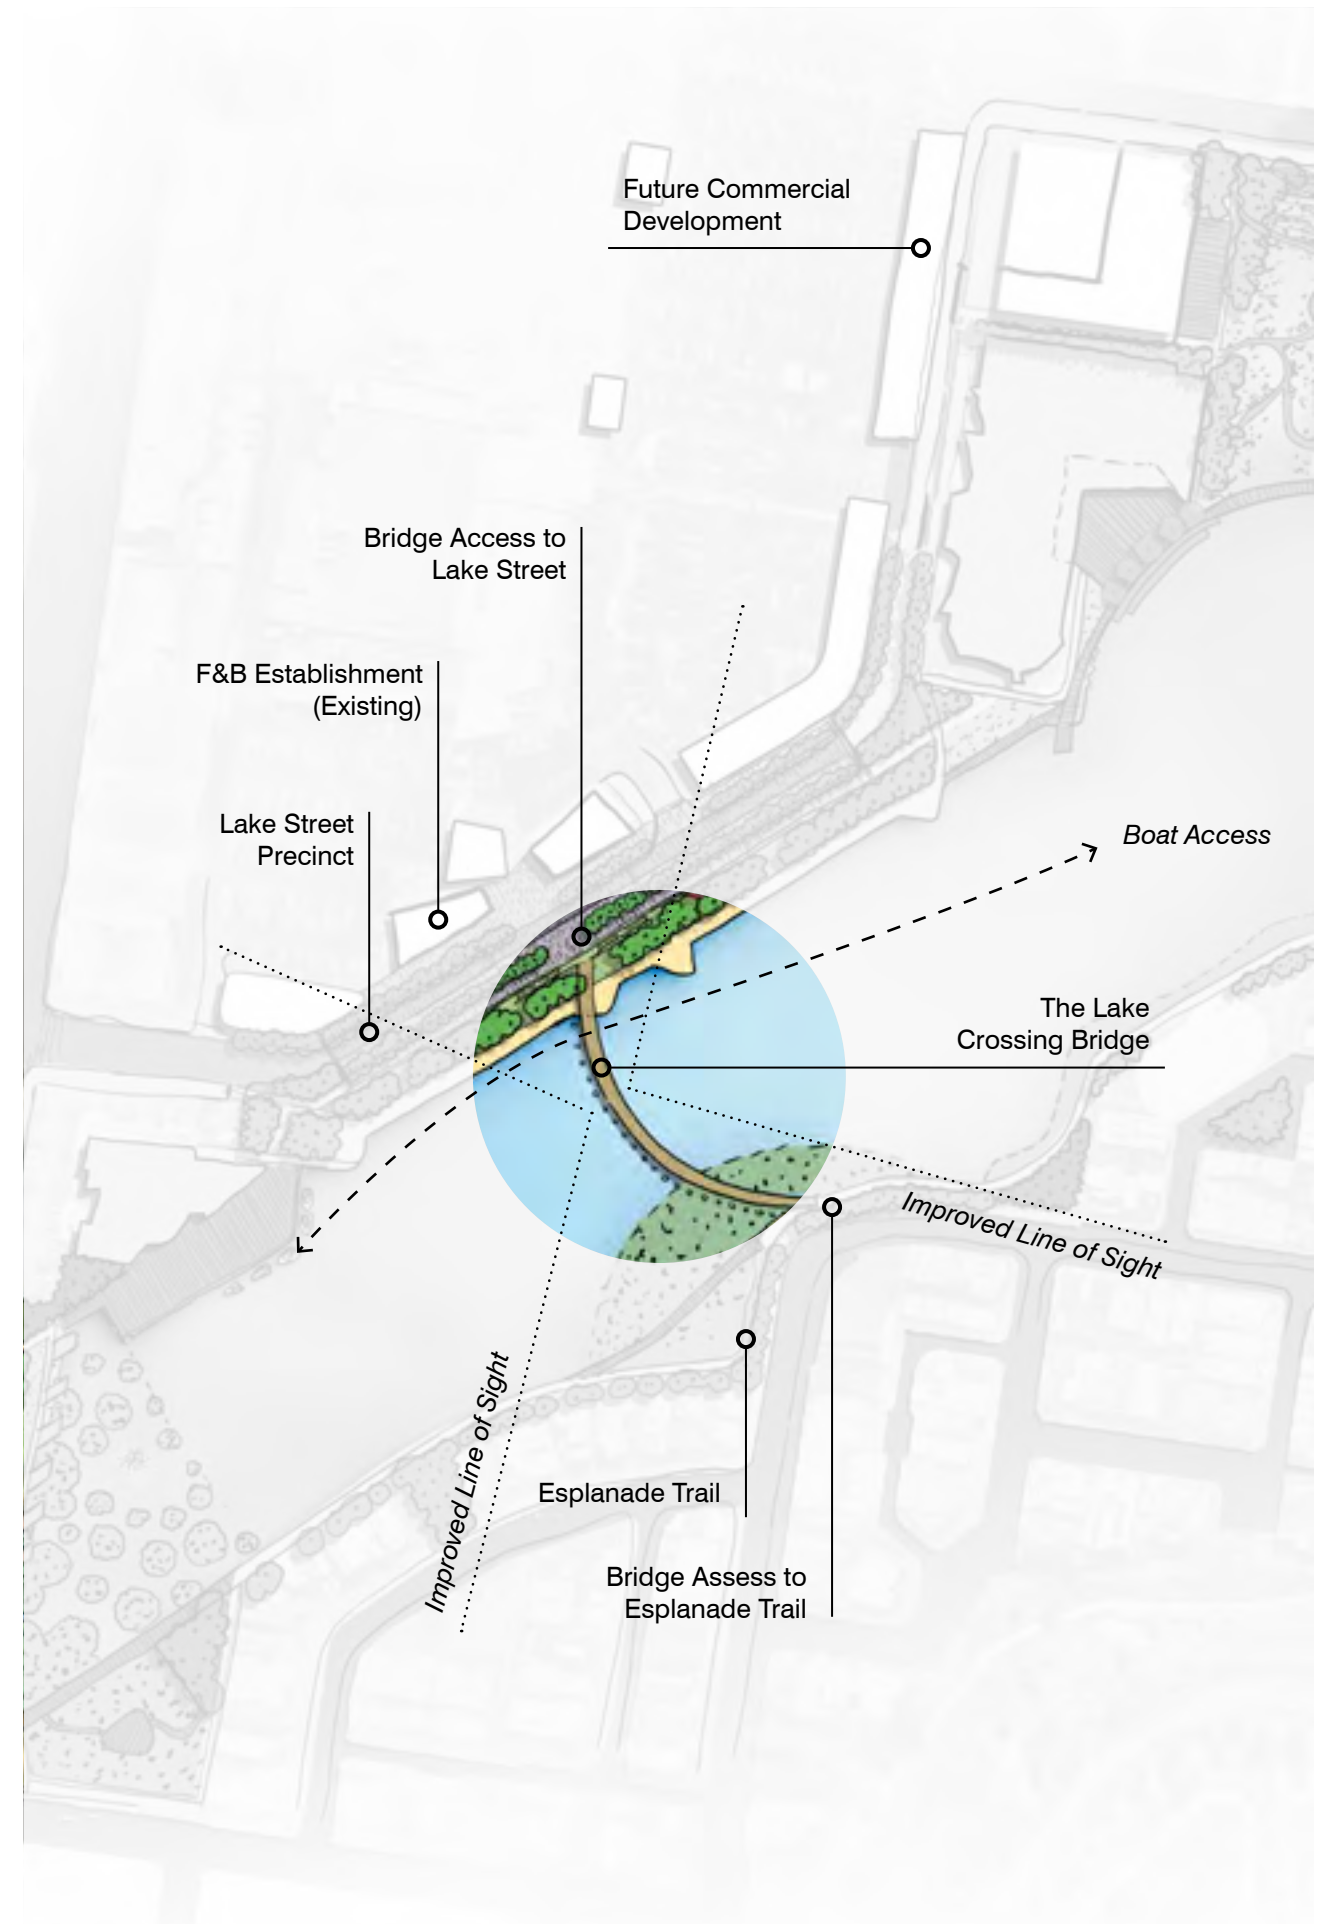 Future Commercial
Development
Bridge Access to
Lake Street
F&B Establishment
(Existing)
Lake Street
Precinct
Boat Access
The Lake
Crossing Bridge
Improved Line of Sight
Improved Line of Sight
Esplanade Trail
Bridge Assess to
Esplanade Trail